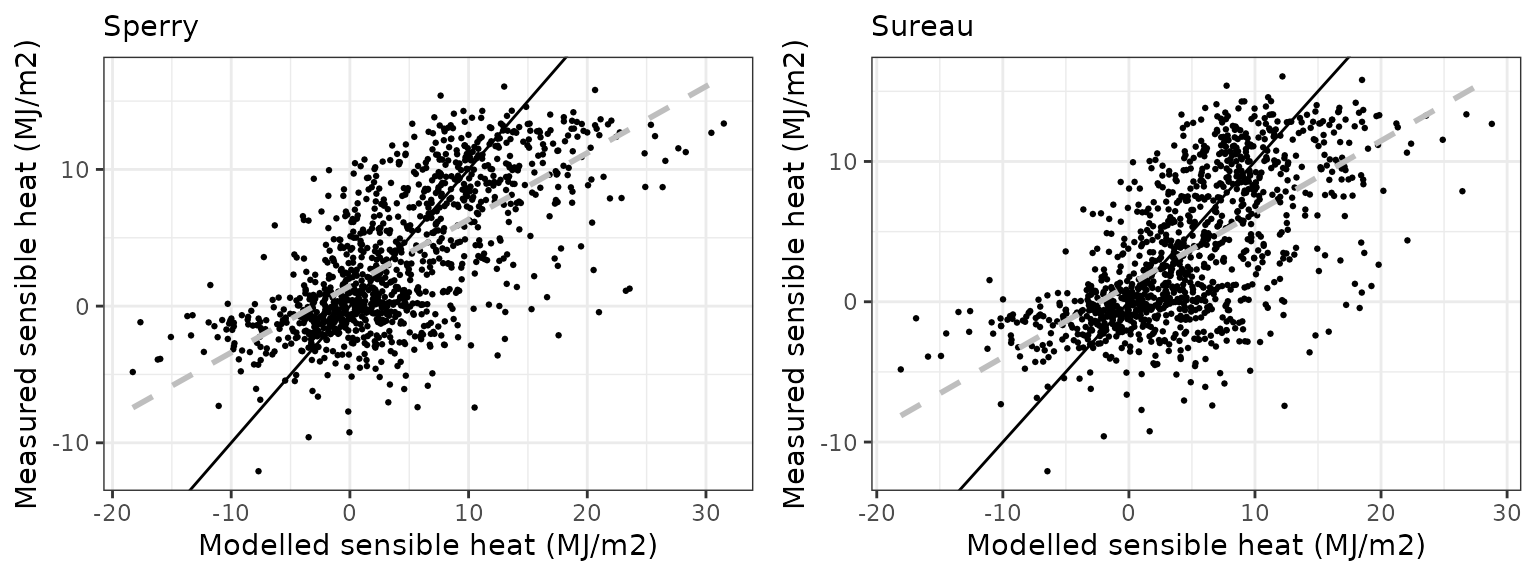 Sperry
Measured sensible heat (MJ/m2)
10
0
-10
-20 -10 0 10 20 30
Modelled sensible heat (MJ/m2)
Sureau
Measured sensible heat (MJ/m2)
10
0
-10
-20 -10 0 10 20 30
Modelled sensible heat (MJ/m2)